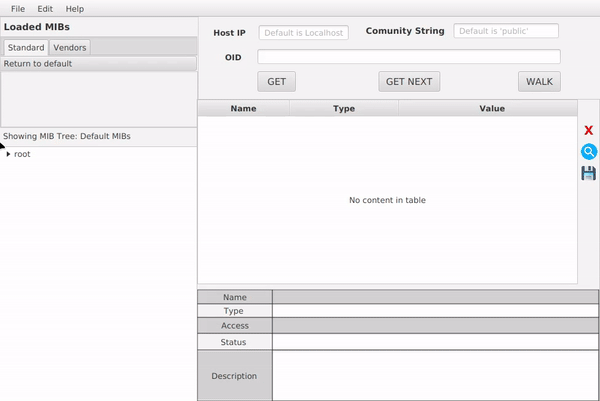 File Edit Help
Loaded MIBs
Standard Vendors
Return to default
Showing MIB Tree: Default MIBs
root
Host IP Default is Localhost Comunity String Default is 'public'
OID
GET GET NEXT WALK
Name Type Value
No content in table
X
Name
Type
Access
Status
Description